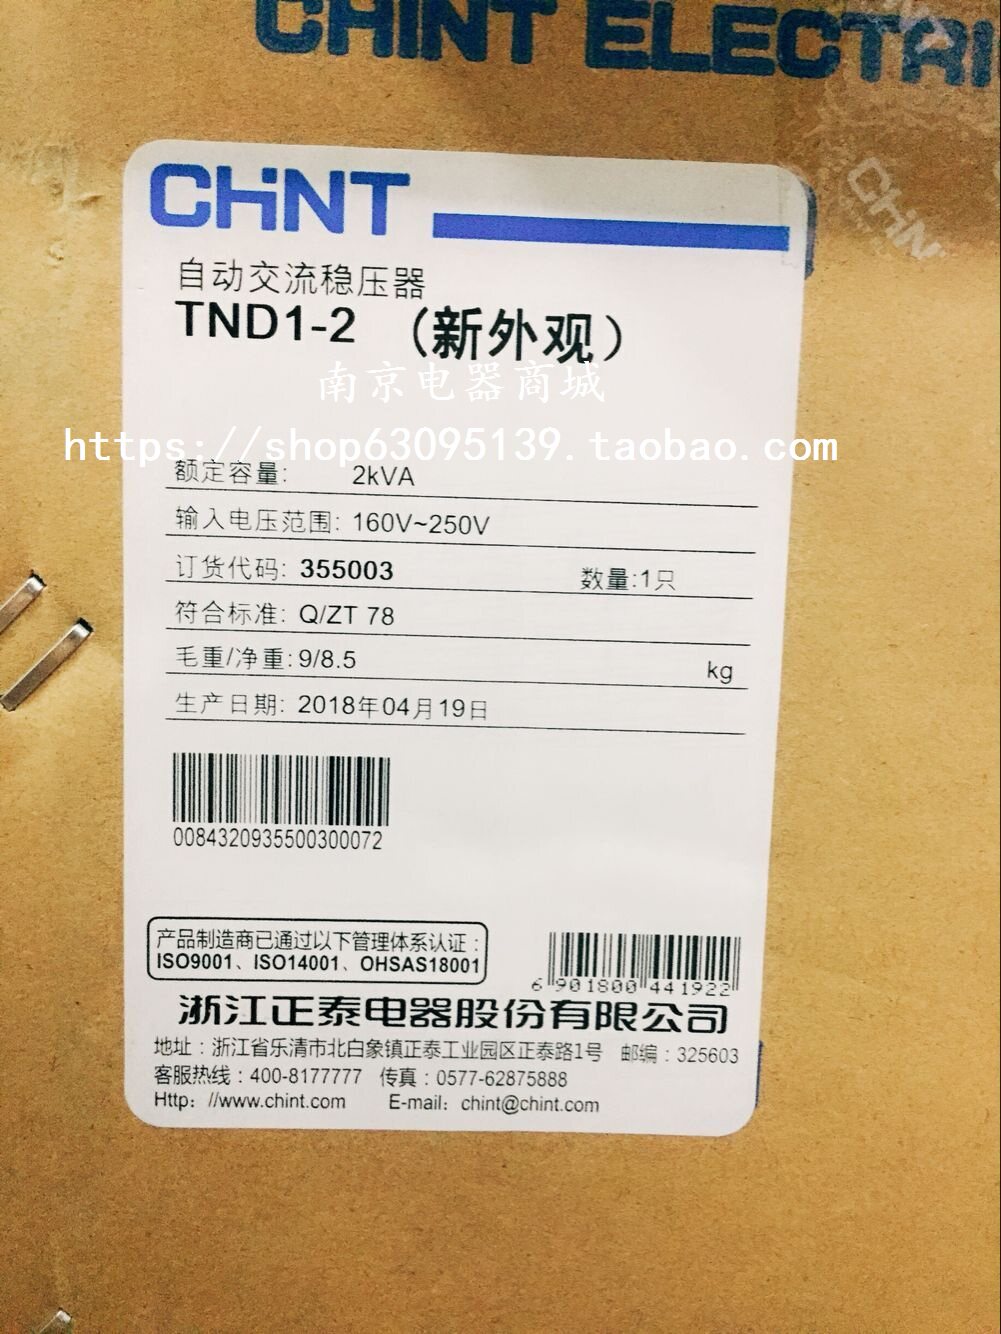 CHINT ELECTRI
CHINT
CHINT
自动交流稳压器
TND1-2 （新外观）
南京电器商城
https://shop63095139.taobao.com
额定容量: 2kVA
输入电压范围: 160V~250V
订货代码: 355003 数量:1只
符合标准: Q/ZT 78
毛重/净重: 9/8.5 kg
生产日期: 2018年04月19日
0084320935500300072
产品制造商已通过以下管理体系认证：
ISO9001、ISO14001、OHSAS18001
6 901800 441922
浙江正泰电器股份有限公司
地址：浙江省乐清市北白象镇正泰工业园区正泰路1号 邮编：325603
客服热线：400-8177777 传真：0577-62875888
Http：//www.chint.com E-mail：chint@chint.com